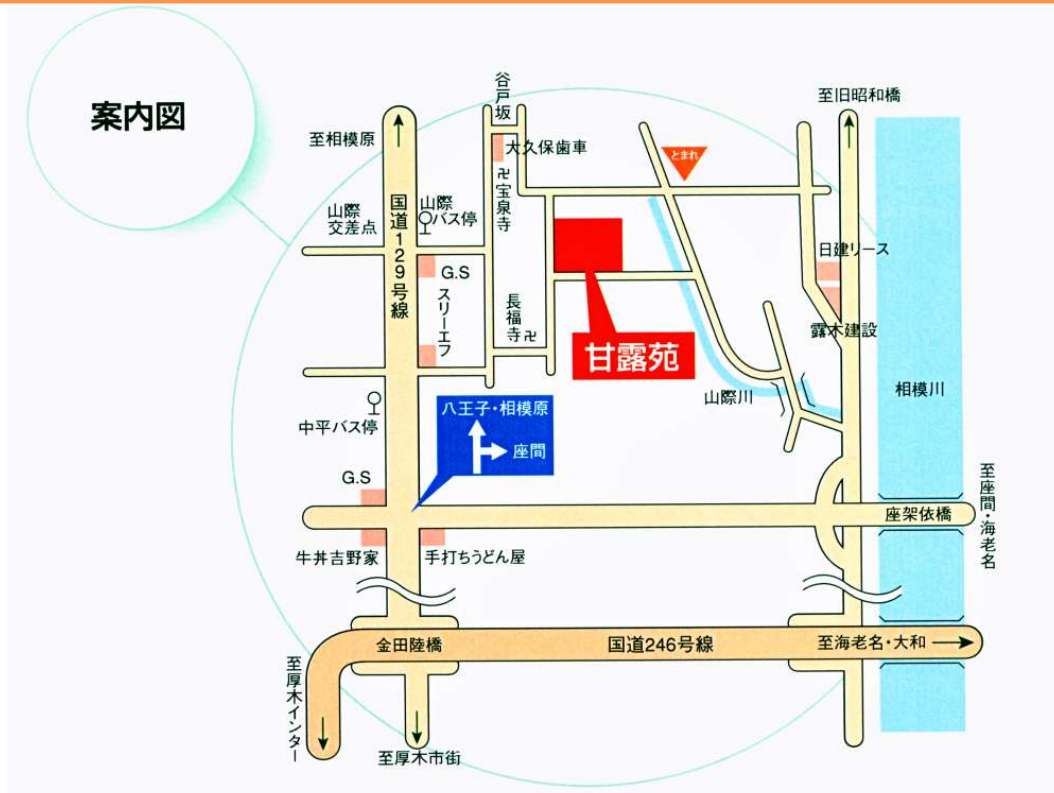 案内図
谷戸坂
至旧昭和橋
至相模原
大久保歯車
とまれ
卍宝泉寺
国道129号線
山際
交差点
山際
バス停
日建リース
G.S
スリーエフ
長福寺卍
露木建設
甘露苑
山際川
相模川
中平バス停
八王子・相模原
座間
G.S
至座間・海老名
座架依橋
牛丼吉野家
手打ちうどん屋
金田陸橋
国道246号線
至海老名・大和
至厚木インター
至厚木市街